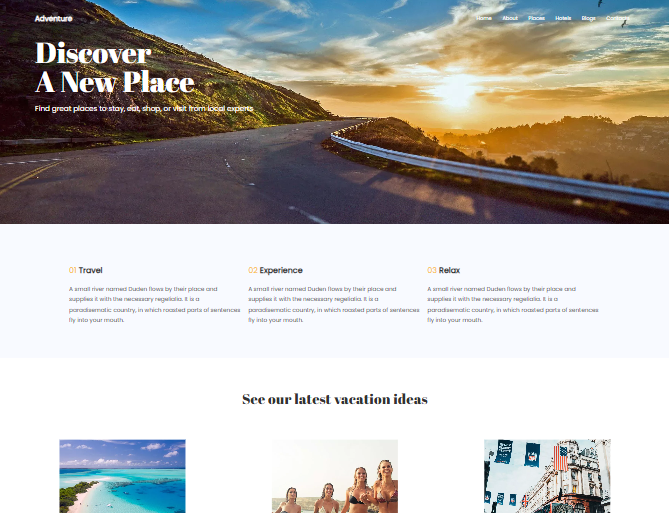 Adventure
Home About Places Hotels Blogs Contacts
Discover
A New Place
Find great places to stay, eat, shop, or visit from local experts
01 Travel
A small river named Duden flows by their place and
supplies it with the necessary regelialia. It is a
paradisematic country, in which roasted parts of sentences
fly into your mouth.
02 Experience
A small river named Duden flows by their place and
supplies it with the necessary regelialia. It is a
paradisematic country, in which roasted parts of sentences
fly into your mouth.
03 Relax
A small river named Duden flows by their place and
supplies it with the necessary regelialia. It is a
paradisematic country, in which roasted parts of sentences
fly into your mouth.
See our latest vacation ideas